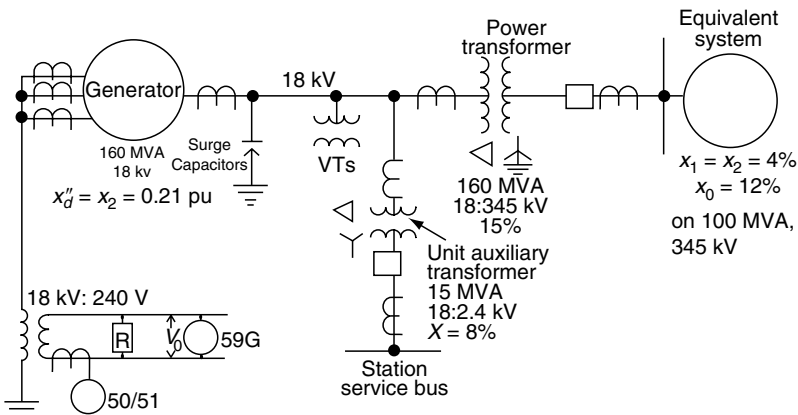 Power
transformer
Equivalent
system
Generator
18 kV
160 MVA
18 kv
x″d = x2 = 0.21 pu
Surge
Capacitors
VTs
160 MVA
18:345 kV
15%
x1 = x2 = 4%
x0 = 12%
on 100 MVA,
345 kV
Unit auxiliary
transformer
15 MVA
18:2.4 kV
X = 8%
18 kV: 240 V
R
V0
59G
50/51
Station
service bus